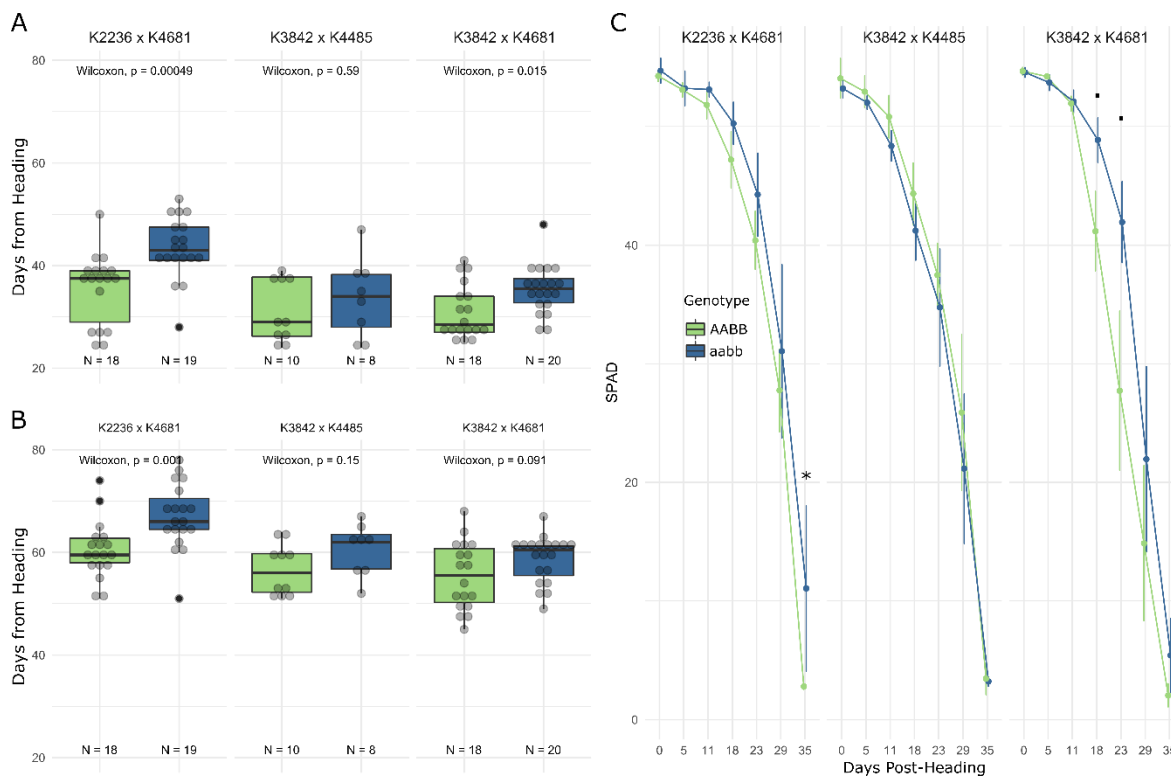 A
K2236 x K4681 K3842 x K4485 K3842 x K4681
80
Wilcoxon, p = 0.00049 Wilcoxon, p = 0.59 Wilcoxon, p = 0.015
60
Days from Heading
40
N = 18 N = 19 N = 10 N = 8 N = 18 N = 20
20
B
K2236 x K4681 K3842 x K4485 K3842 x K4681
80
Wilcoxon, p = 0.001 Wilcoxon, p = 0.15 Wilcoxon, p = 0.091
60
Days from Heading
40
N = 18 N = 19 N = 10 N = 8 N = 18 N = 20
20
C
K2236 x K4681 K3842 x K4485 K3842 x K4681
40
Genotype
AABB
aabb
SPAD
20
*
0
0 5 11 18 23 29 35 0 5 11 18 23 29 35 0 5 11 18 23 29 35
Days Post-Heading